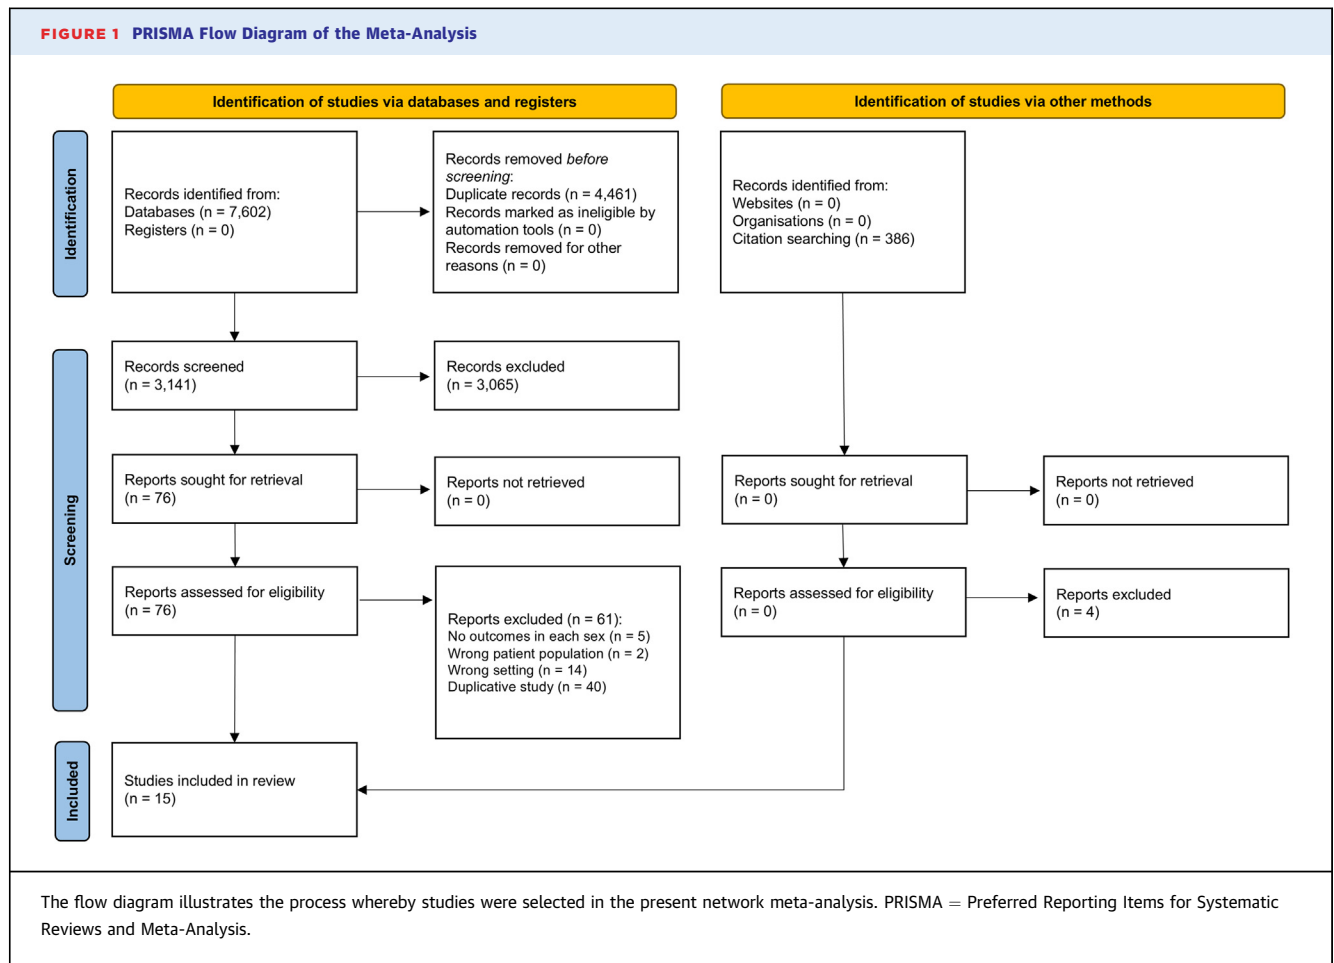 FIGURE 1 PRISMA Flow Diagram of the Meta-Analysis
Identification of studies via databases and registers
Identification of studies via other methods
Identification
Records identified from:
Databases (n = 7,602)
Registers (n = 0)
Records removed before
screening:
Duplicate records (n = 4,461)
Records marked as ineligible by
automation tools (n = 0)
Records removed for other
reasons (n = 0)
Records identified from:
Websites (n = 0)
Organisations (n = 0)
Citation searching (n = 386)
Screening
Records screened
(n = 3,141)
Records excluded
(n = 3,065)
Reports sought for retrieval
(n = 76)
Reports not retrieved
(n = 0)
Reports sought for retrieval
(n = 0)
Reports not retrieved
(n = 0)
Reports assessed for eligibility
(n = 76)
Reports excluded (n = 61):
No outcomes in each sex (n = 5)
Wrong patient population (n = 2)
Wrong setting (n = 14)
Duplicative study (n = 40)
Reports assessed for eligibility
(n = 0)
Reports excluded
(n = 4)
Included
Studies included in review
(n = 15)
The flow diagram illustrates the process whereby studies were selected in the present network meta-analysis. PRISMA = Preferred Reporting Items for Systematic
Reviews and Meta-Analysis.